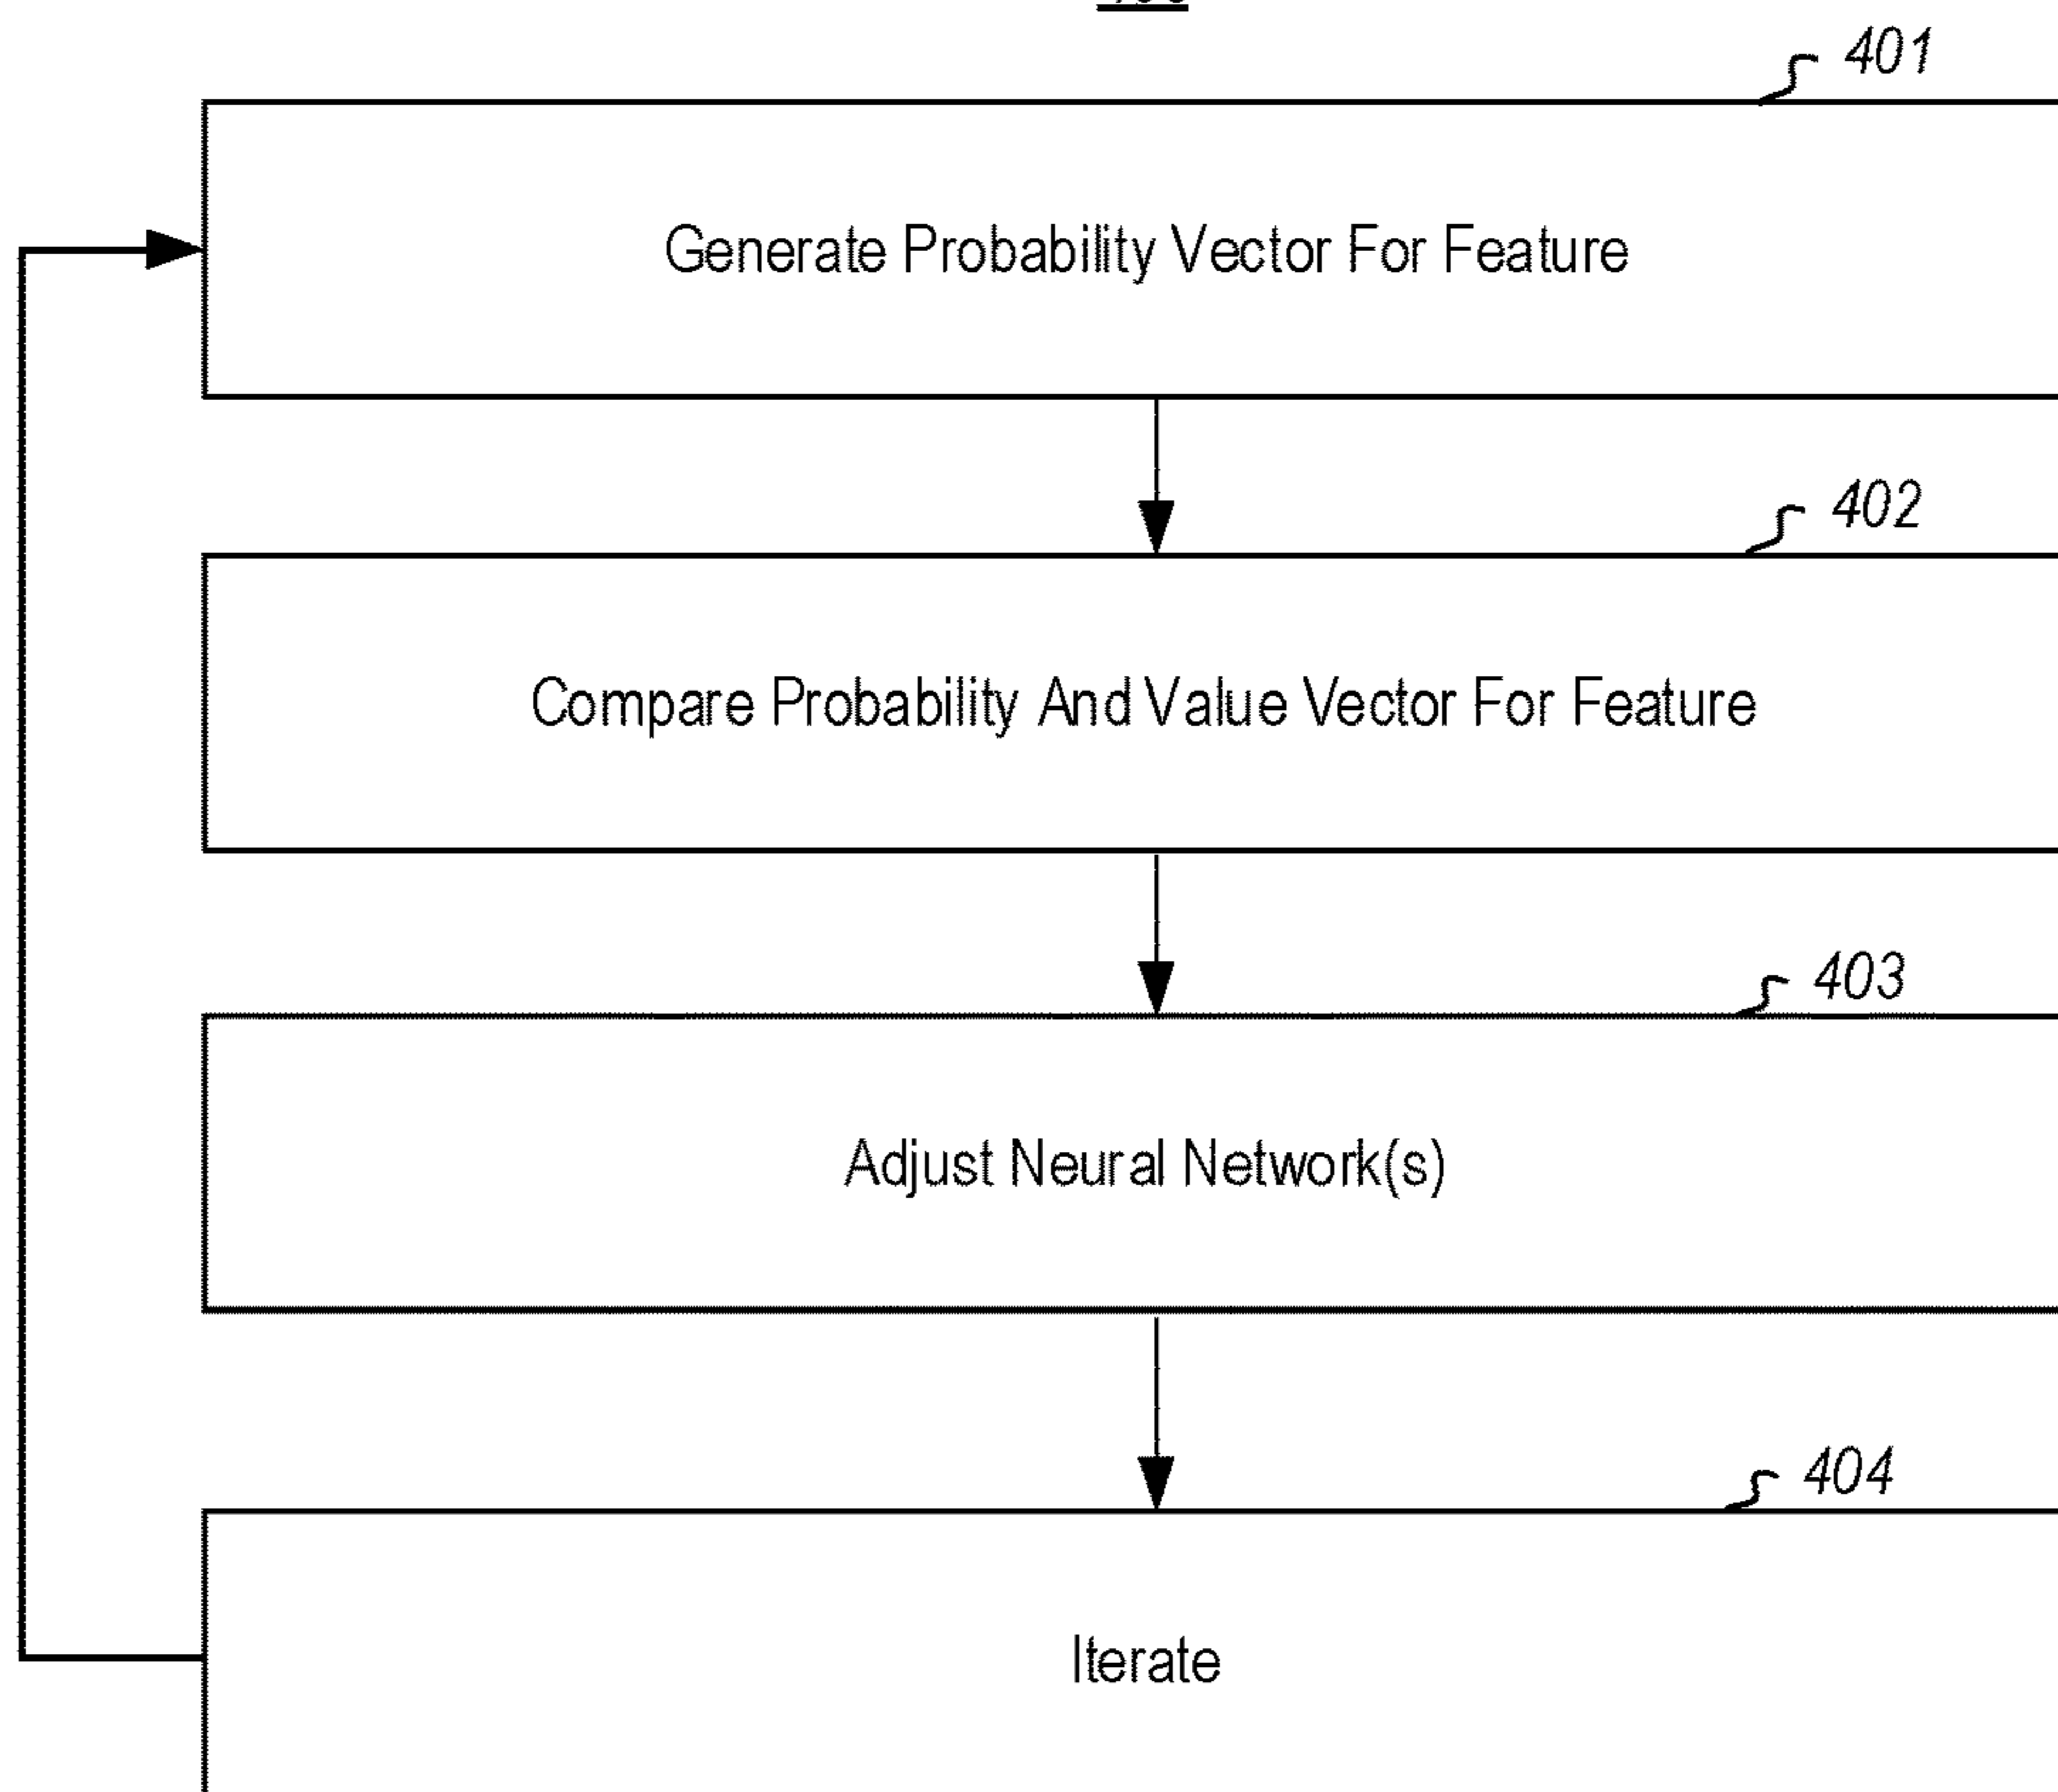 401
Generate Probability Vector For Feature
402
Compare Probability And Value Vector For Feature
403
Adjust Neural Network(s)
404
Iterate